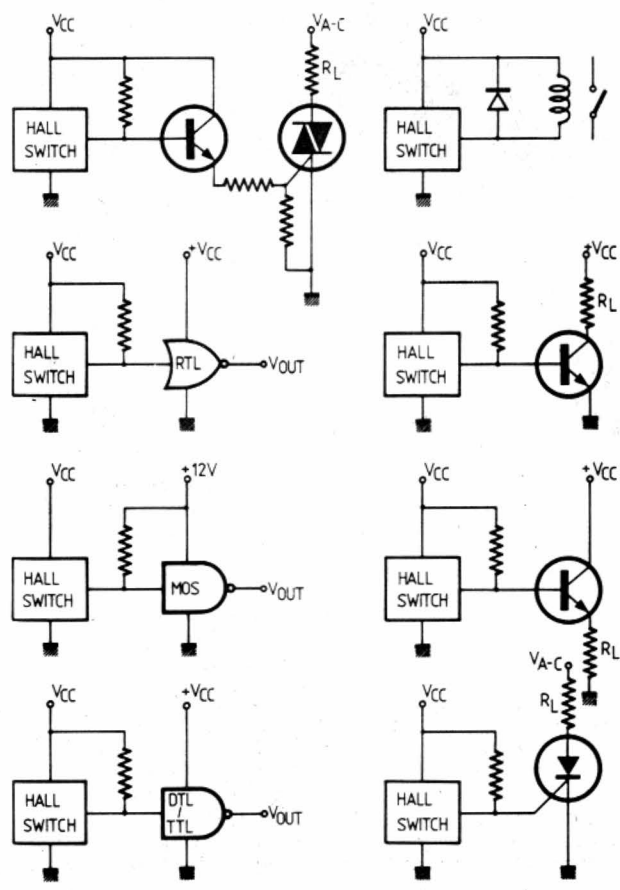 VCC
VA-C
RL
HALL
SWITCH
VCC
HALL
SWITCH
VCC
+VCC
HALL
SWITCH
RTL
VOUT
VCC
+VCC
RL
HALL
SWITCH
VCC
+12V
HALL
SWITCH
MOS
VOUT
VCC
+VCC
HALL
SWITCH
RL
VCC
+VCC
HALL
SWITCH
DTL
/
TTL
VOUT
VA-C
RL
VCC
HALL
SWITCH